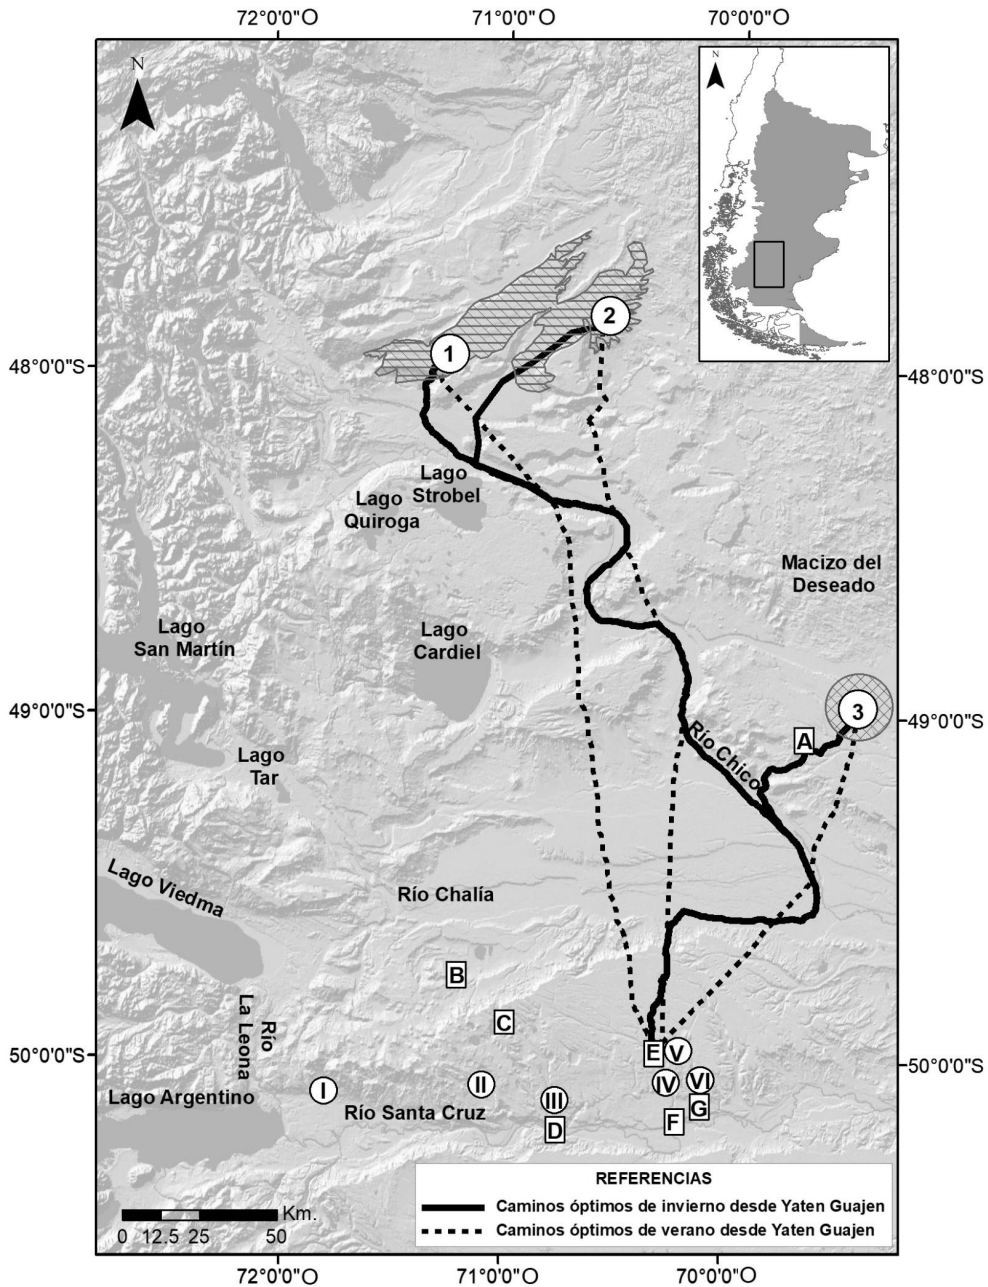 72°0'0"O
71°0'0"O
70°0'0"O
N
N
2
1
48°0'0"S
48°0'0"S
Lago
Strobel
Lago
Quiroga
Macizo del
Deseado
Lago
San Martín
Lago
Cardiel
49°0'0"S
49°0'0"S
3
A
Río Chico
Lago
Tar
Lago Viedma
Río Chalía
B
C
Río
La Leona
50°0'0"S
50°0'0"S
E
V
I
II
III
IV
VI
Lago Argentino
Río Santa Cruz
G
F
D
REFERENCIAS
Caminos óptimos de invierno desde Yaten Guajen
Caminos óptimos de verano desde Yaten Guajen
Km.
0 12.5 25 50
72°0'0"O
71°0'0"O
70°0'0"O